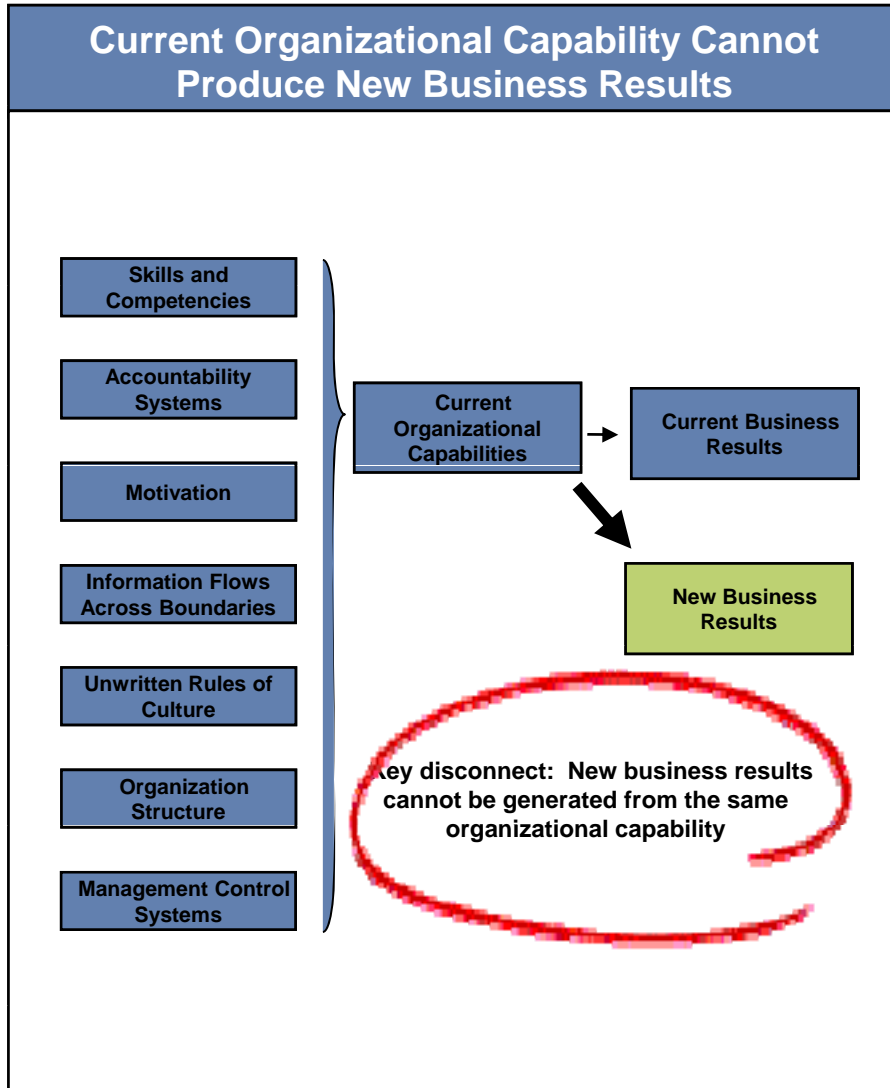 Current Organizational Capability Cannot
Produce New Business Results
Skills and
Competencies
Accountability
Systems
Motivation
Information Flows
Across Boundaries
Unwritten Rules of
Culture
Organization
Structure
Management Control
Systems
Current
Organizational
Capabilities
Current Business
Results
New Business
Results
Key disconnect: New business results
cannot be generated from the same
organizational capability